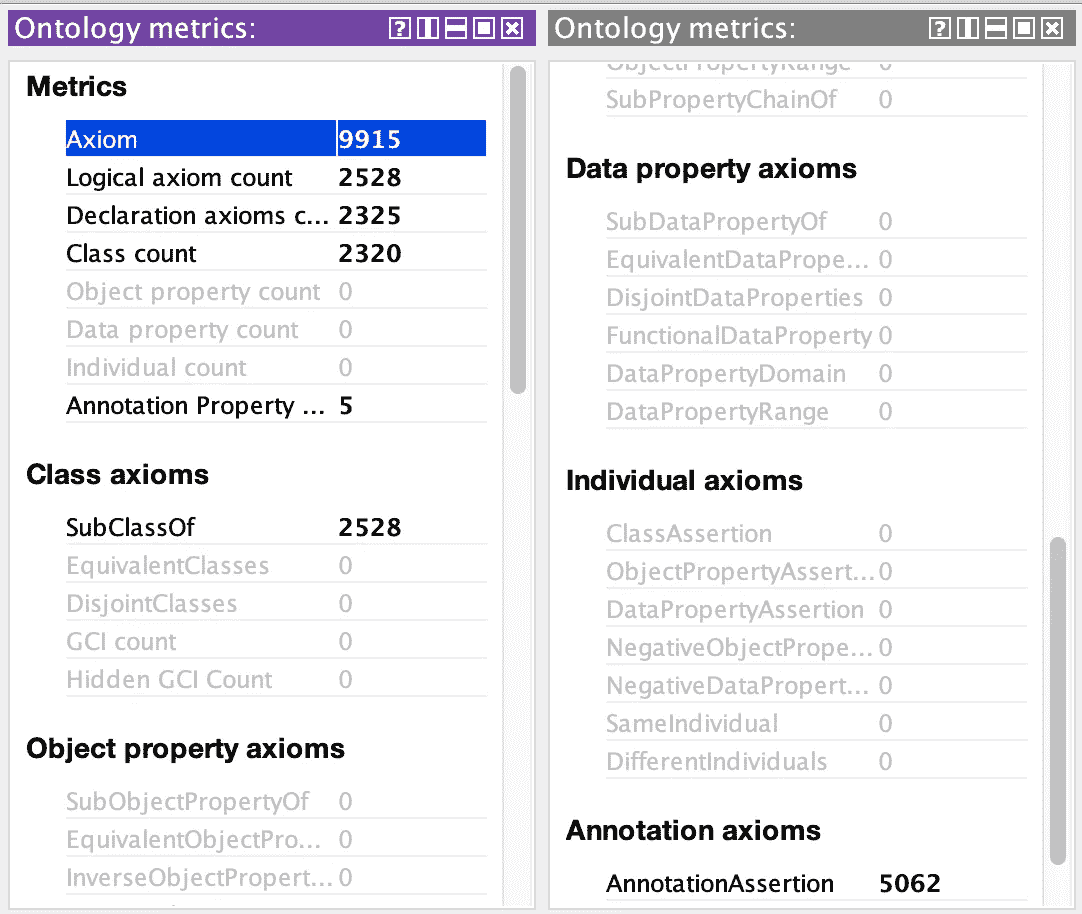 Ontology metrics:
Metrics
Axiom 9915
Logical axiom count 2528
Declaration axioms c... 2325
Class count 2320
Object property count 0
Data property count 0
Individual count 0
Annotation Property ... 5
Class axioms
SubClassOf 2528
EquivalentClasses 0
DisjointClasses 0
GCI count 0
Hidden GCI Count 0
Object property axioms
SubObjectPropertyOf 0
EquivalentObjectPro... 0
InverseObjectPropert... 0
Ontology metrics:
ObjectPropertyRange 0
SubPropertyChainOf 0
Data property axioms
SubDataPropertyOf 0
EquivalentDataPrope... 0
DisjointDataProperties 0
FunctionalDataProperty 0
DataPropertyDomain 0
DataPropertyRange 0
Individual axioms
ClassAssertion 0
ObjectPropertyAssert... 0
DataPropertyAssertion 0
NegativeObjectPrope... 0
NegativeDataPropert... 0
SameIndividual 0
DifferentIndividuals 0
Annotation axioms
AnnotationAssertion 5062